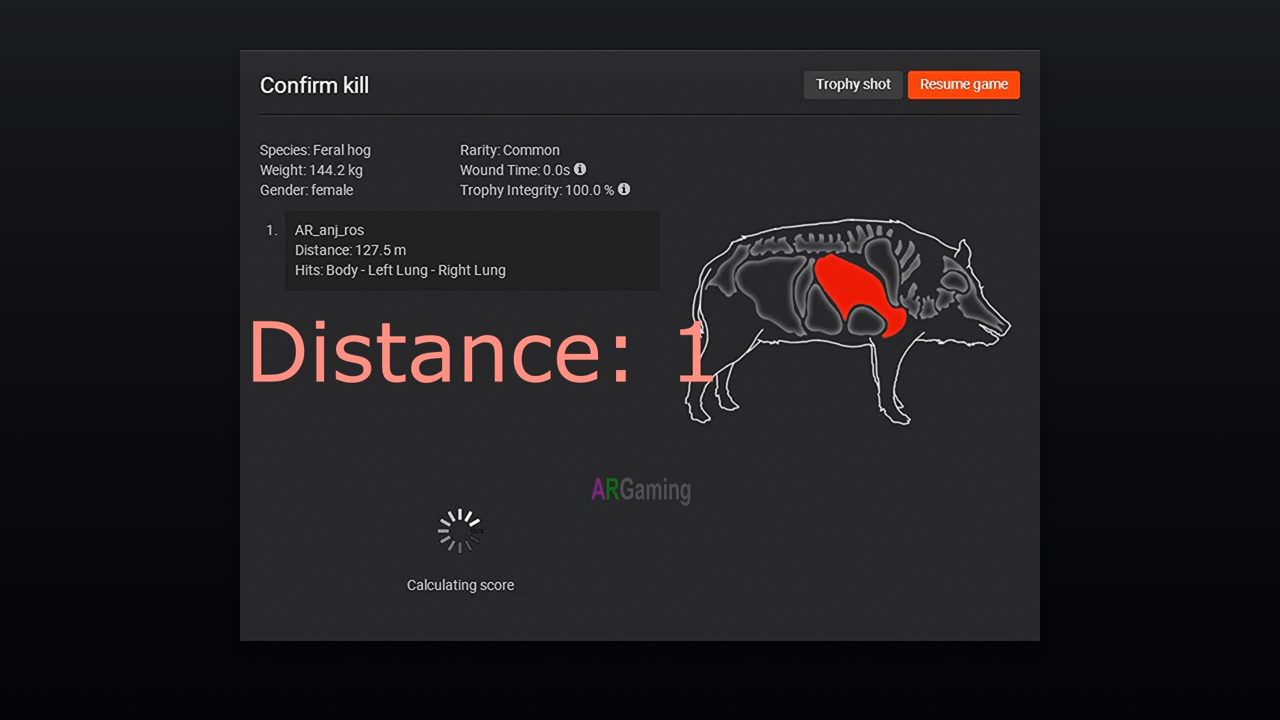 Confirm kill
Trophy shot
Resume game
Species: Feral hog
Weight: 144.2 kg
Gender: female
Rarity: Common
Wound Time: 0.0s
Trophy Integrity: 100.0 %
1.
AR_anj_ros
Distance: 127.5 m
Hits: Body - Left Lung - Right Lung
Distance: 1
ARGaming
Calculating score